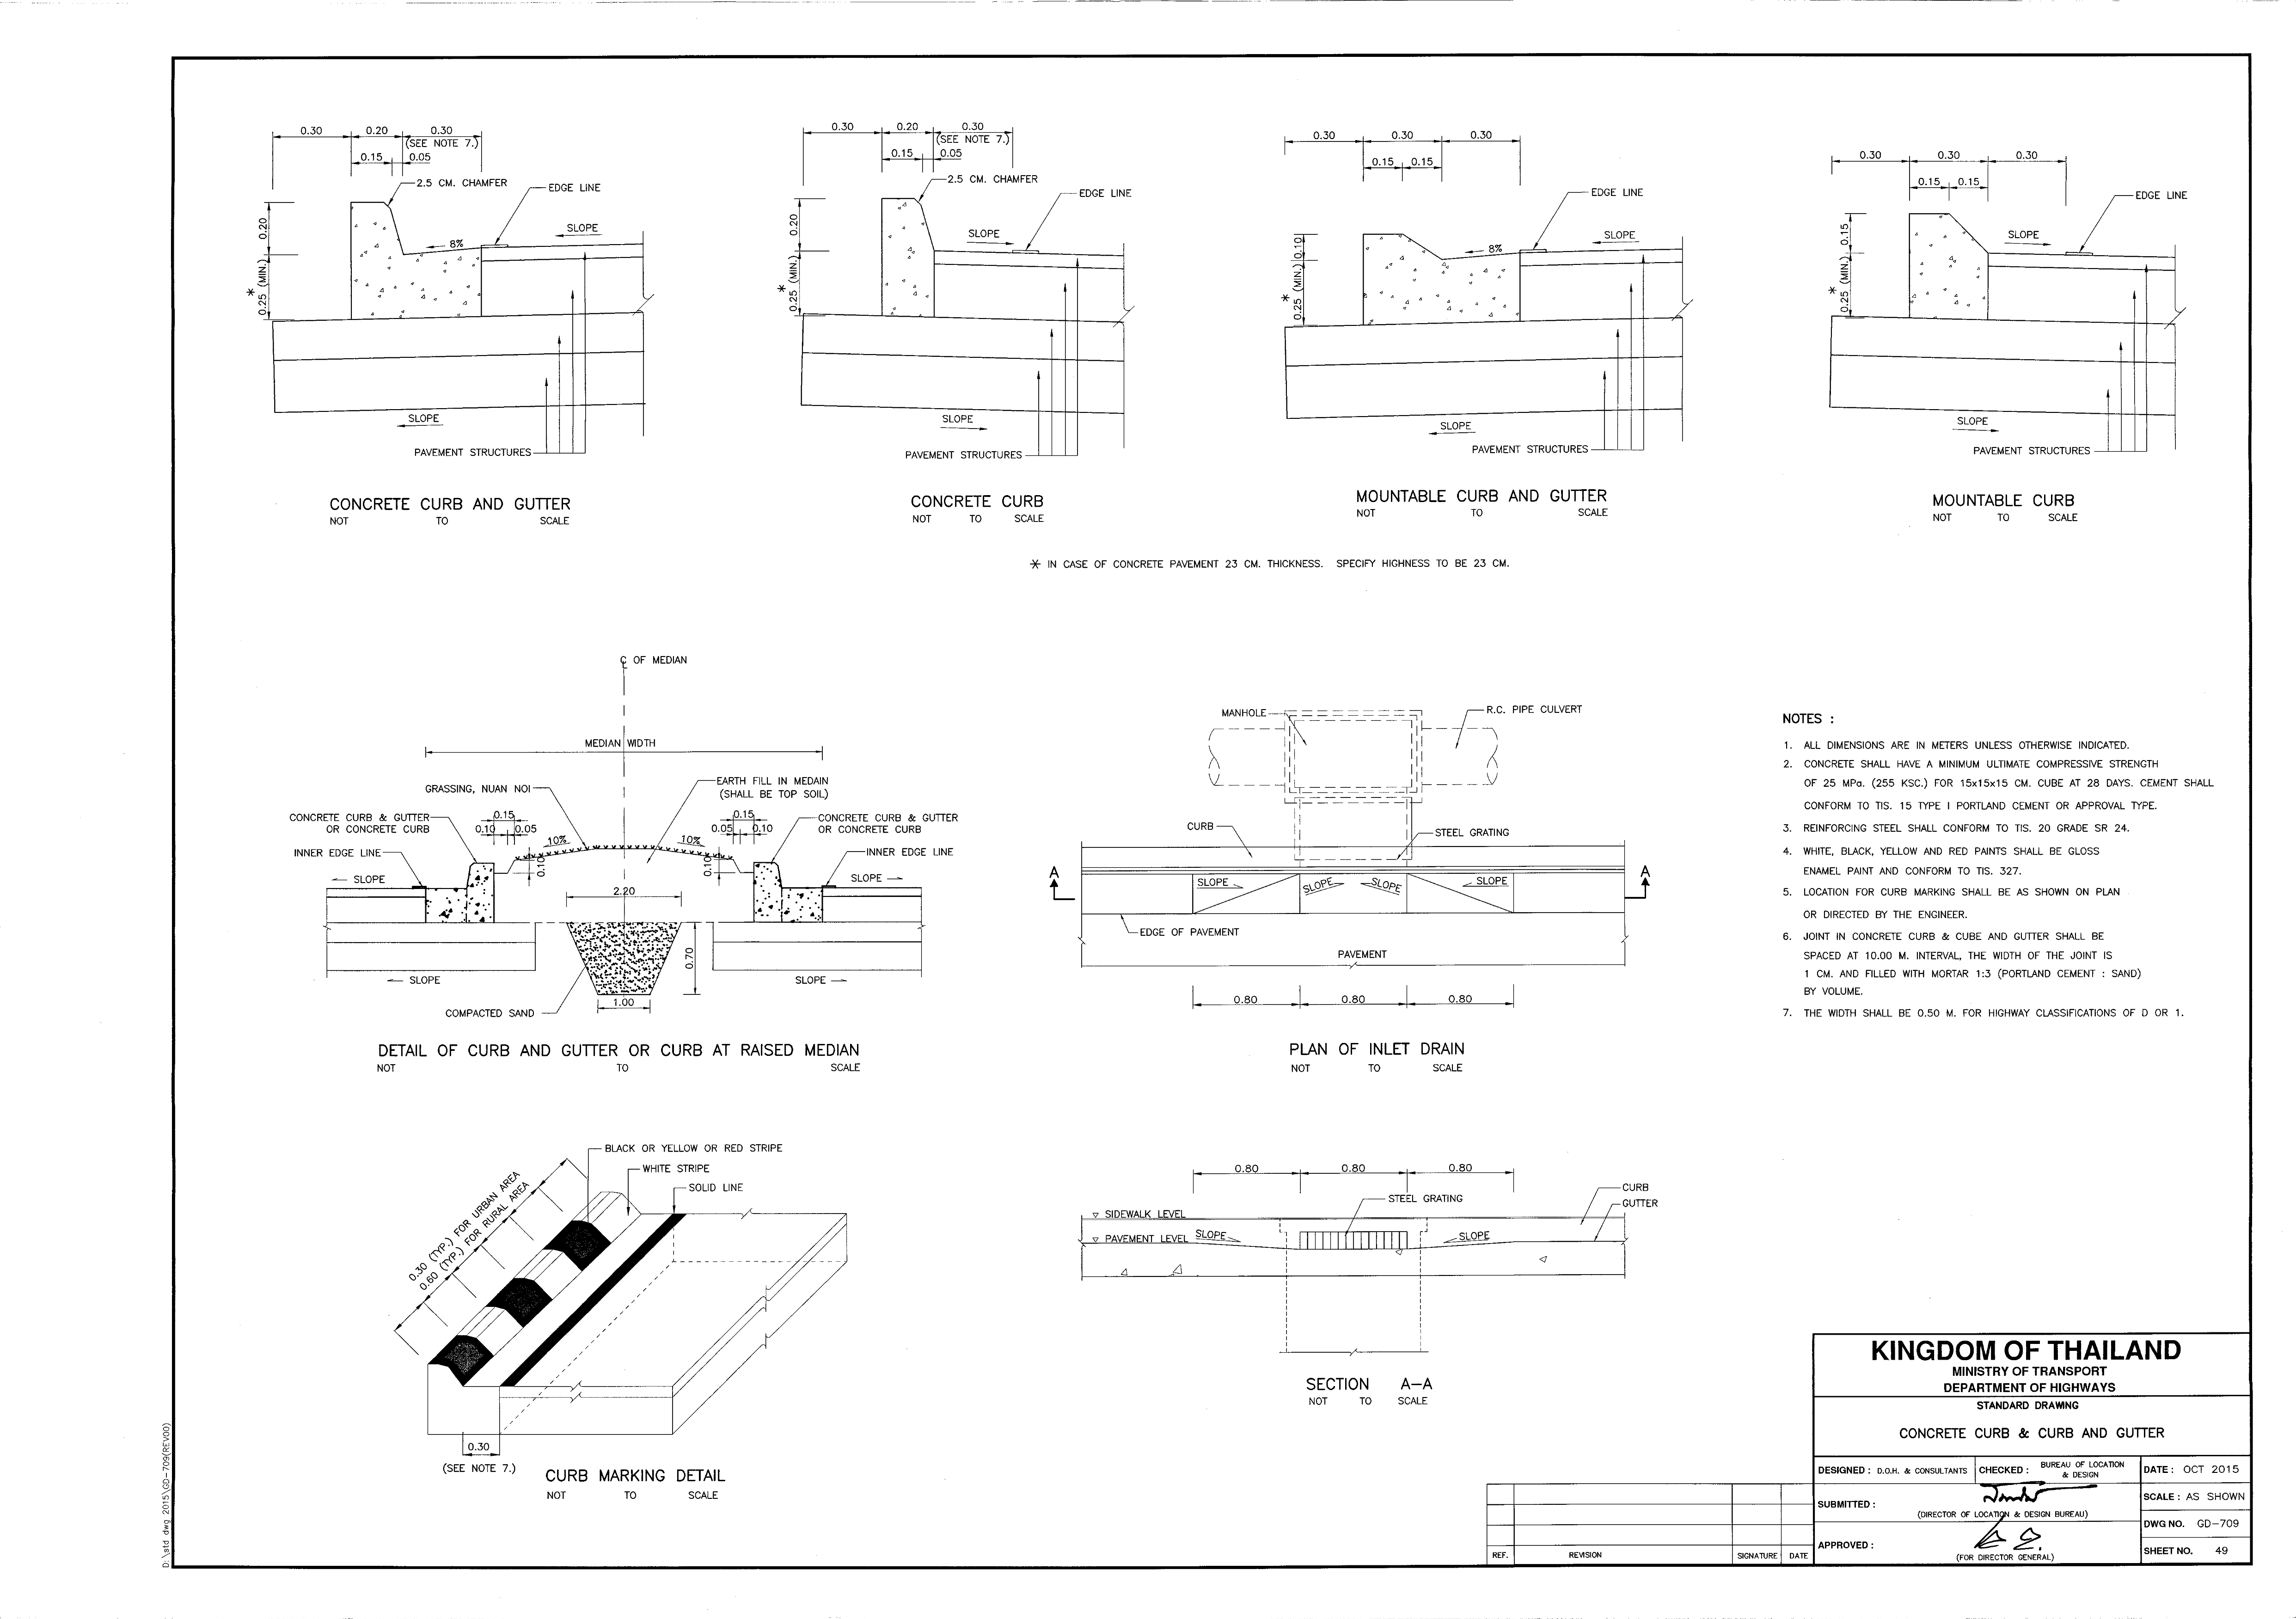 0.30 0.20 0.30
(SEE NOTE 7.)
0.15 0.05
2.5 CM. CHAMFER
EDGE LINE
SLOPE
8%
0.20
* 0.25 (MIN.)
SLOPE
PAVEMENT STRUCTURES
CONCRETE CURB AND GUTTER
NOT TO SCALE
0.30 0.20 0.30
(SEE NOTE 7.)
0.15 0.05
2.5 CM. CHAMFER
EDGE LINE
SLOPE
0.20
* 0.25 (MIN.)
SLOPE
PAVEMENT STRUCTURES
CONCRETE CURB
NOT TO SCALE
0.30 0.30 0.30
0.15 0.15
EDGE LINE
SLOPE
8%
0.10
* 0.25 (MIN.)
SLOPE
PAVEMENT STRUCTURES
MOUNTABLE CURB AND GUTTER
NOT TO SCALE
0.30 0.30 0.30
0.15 0.15
EDGE LINE
SLOPE
0.15
* 0.25 (MIN.)
SLOPE
PAVEMENT STRUCTURES
MOUNTABLE CURB
NOT TO SCALE
* IN CASE OF CONCRETE PAVEMENT 23 CM. THICKNESS. SPECIFY HIGHNESS TO BE 23 CM.
℄ OF MEDIAN
MEDIAN WIDTH
GRASSING, NUAN NOI
EARTH FILL IN MEDAIN
(SHALL BE TOP SOIL)
CONCRETE CURB & GUTTER
OR CONCRETE CURB
0.15
0.10 0.05
10%
10%
0.15
0.05 0.10
CONCRETE CURB & GUTTER
OR CONCRETE CURB
INNER EDGE LINE
INNER EDGE LINE
0.10
0.10
SLOPE
SLOPE
2.20
0.70
SLOPE
SLOPE
1.00
COMPACTED SAND
DETAIL OF CURB AND GUTTER OR CURB AT RAISED MEDIAN
NOT TO SCALE
MANHOLE
R.C. PIPE CULVERT
CURB
STEEL GRATING
A A
SLOPE SLOPE SLOPE SLOPE
EDGE OF PAVEMENT
PAVEMENT
0.80 0.80 0.80
PLAN OF INLET DRAIN
NOT TO SCALE
NOTES :
1. ALL DIMENSIONS ARE IN METERS UNLESS OTHERWISE INDICATED.
2. CONCRETE SHALL HAVE A MINIMUM ULTIMATE COMPRESSIVE STRENGTH
OF 25 MPa. (255 KSC.) FOR 15x15x15 CM. CUBE AT 28 DAYS. CEMENT SHALL
CONFORM TO TIS. 15 TYPE I PORTLAND CEMENT OR APPROVAL TYPE.
3. REINFORCING STEEL SHALL CONFORM TO TIS. 20 GRADE SR 24.
4. WHITE, BLACK, YELLOW AND RED PAINTS SHALL BE GLOSS
ENAMEL PAINT AND CONFORM TO TIS. 327.
5. LOCATION FOR CURB MARKING SHALL BE AS SHOWN ON PLAN
OR DIRECTED BY THE ENGINEER.
6. JOINT IN CONCRETE CURB & CUBE AND GUTTER SHALL BE
SPACED AT 10.00 M. INTERVAL, THE WIDTH OF THE JOINT IS
1 CM. AND FILLED WITH MORTAR 1:3 (PORTLAND CEMENT : SAND)
BY VOLUME.
7. THE WIDTH SHALL BE 0.50 M. FOR HIGHWAY CLASSIFICATIONS OF D OR 1.
BLACK OR YELLOW OR RED STRIPE
WHITE STRIPE
SOLID LINE
0.30 (TYP.) FOR URBAN AREA
0.60 (TYP.) FOR RURAL AREA
0.30
(SEE NOTE 7.)
CURB MARKING DETAIL
NOT TO SCALE
0.80 0.80 0.80
STEEL GRATING
CURB
GUTTER
SIDEWALK LEVEL
PAVEMENT LEVEL
SLOPE
SLOPE
SECTION A-A
NOT TO SCALE
D:\std dwg 2015\GD-709(REV00)
REF. REVISION SIGNATURE DATE
KINGDOM OF THAILAND
MINISTRY OF TRANSPORT
DEPARTMENT OF HIGHWAYS
STANDARD DRAWING
CONCRETE CURB & CURB AND GUTTER
DESIGNED : D.O.H. & CONSULTANTS
CHECKED : BUREAU OF LOCATION
& DESIGN
DATE : OCT 2015
SUBMITTED :
(DIRECTOR OF LOCATION & DESIGN BUREAU)
SCALE : AS SHOWN
DWG NO. GD-709
APPROVED :
(FOR DIRECTOR GENERAL)
SHEET NO. 49